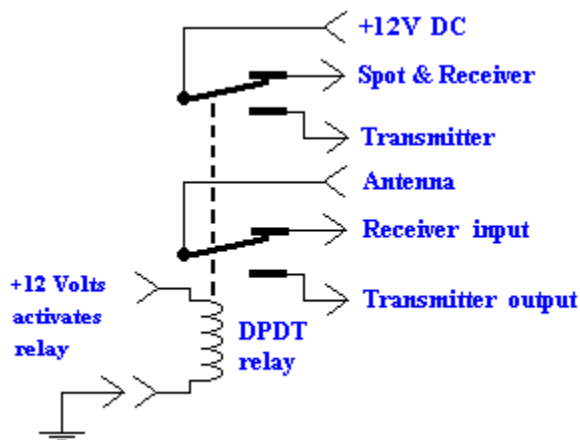 +12V DC
Spot & Receiver
Transmitter
Antenna
Receiver input
Transmitter output
+12 Volts
activates
relay
DPDT
relay